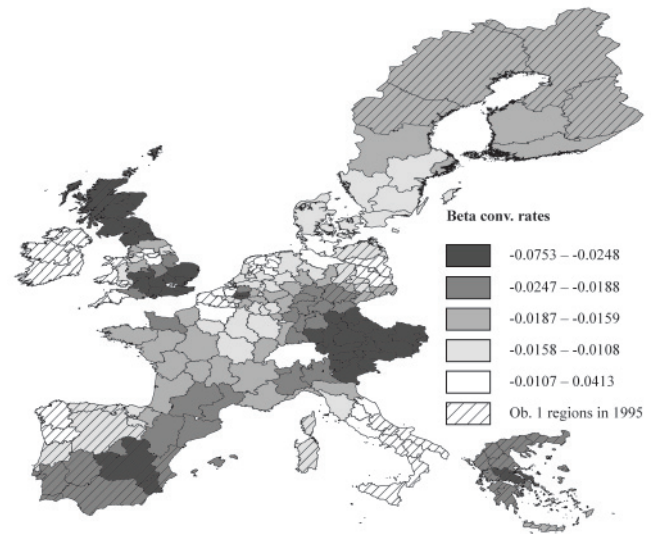 Beta conv. rates
-0.0753 – -0.0248
-0.0247 – -0.0188
-0.0187 – -0.0159
-0.0158 – -0.0108
-0.0107 – 0.0413
Ob. 1 regions in 1995